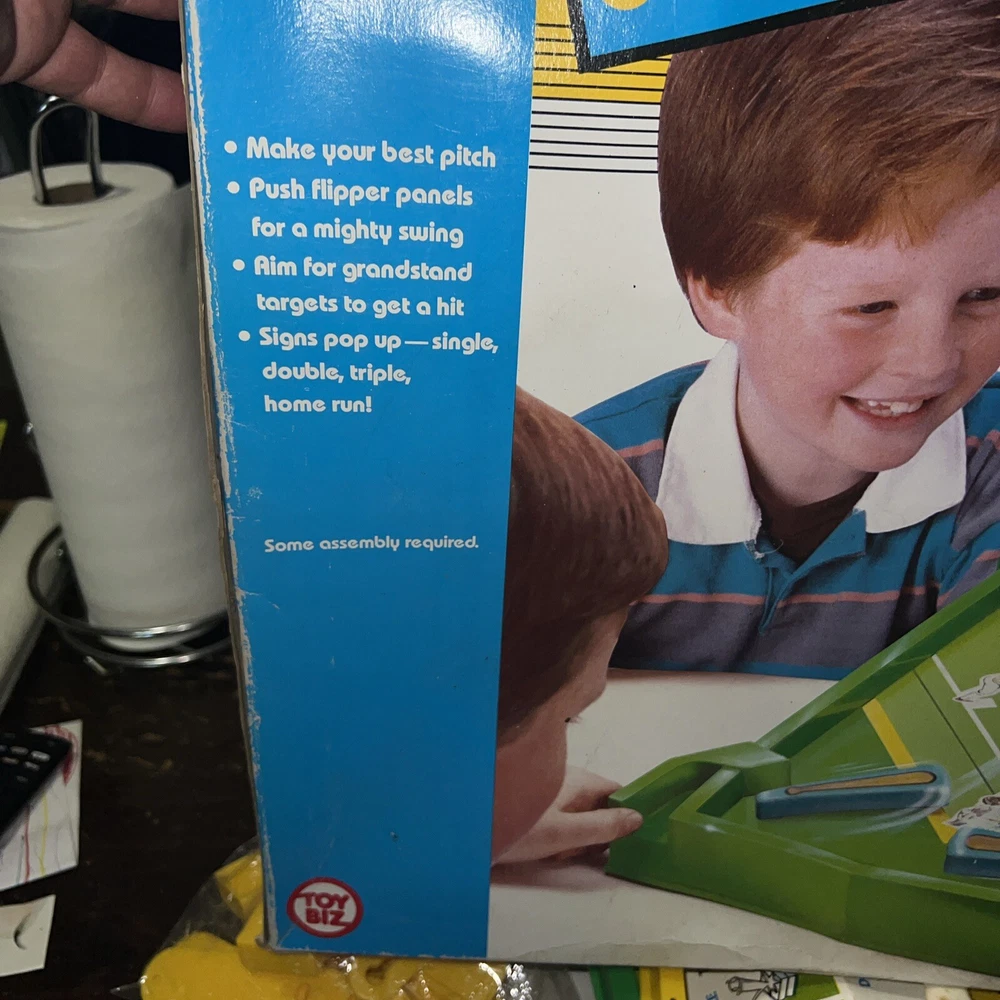 • Make your best pitch
• Push flipper panels
for a mighty swing
• Aim for grandstand
targets to get a hit
• Signs pop up — single,
double, triple,
home run!
Some assembly required.
TOY
BIZ